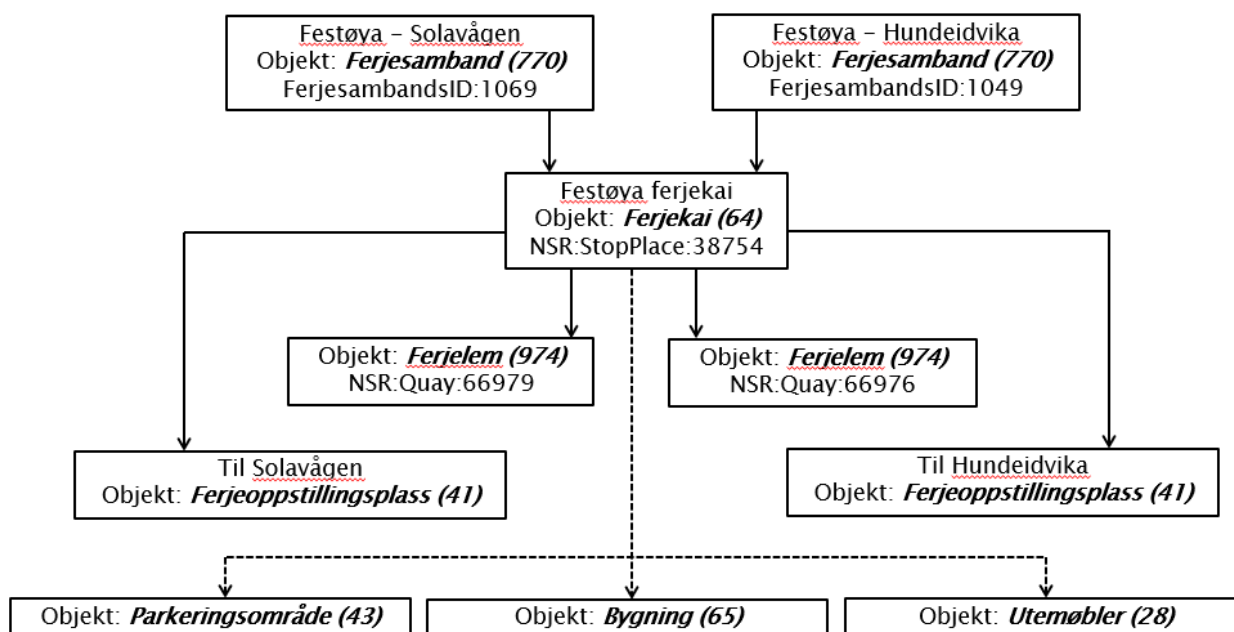 Festøya – Solavågen
Objekt: Ferjesamband (770)
FerjesambandsID:1069
Festøya – Hundeidvika
Objekt: Ferjesamband (770)
FerjesambandsID:1049
Festøya ferjekai
Objekt: Ferjekai (64)
NSR:StopPlace:38754
Objekt: Ferjelem (974)
NSR:Quay:66979
Objekt: Ferjelem (974)
NSR:Quay:66976
Til Solavågen
Objekt: Ferjeoppstillingsplass (41)
Til Hundeidvika
Objekt: Ferjeoppstillingsplass (41)
Objekt: Parkeringsområde (43)
Objekt: Bygning (65)
Objekt: Utemøbler (28)